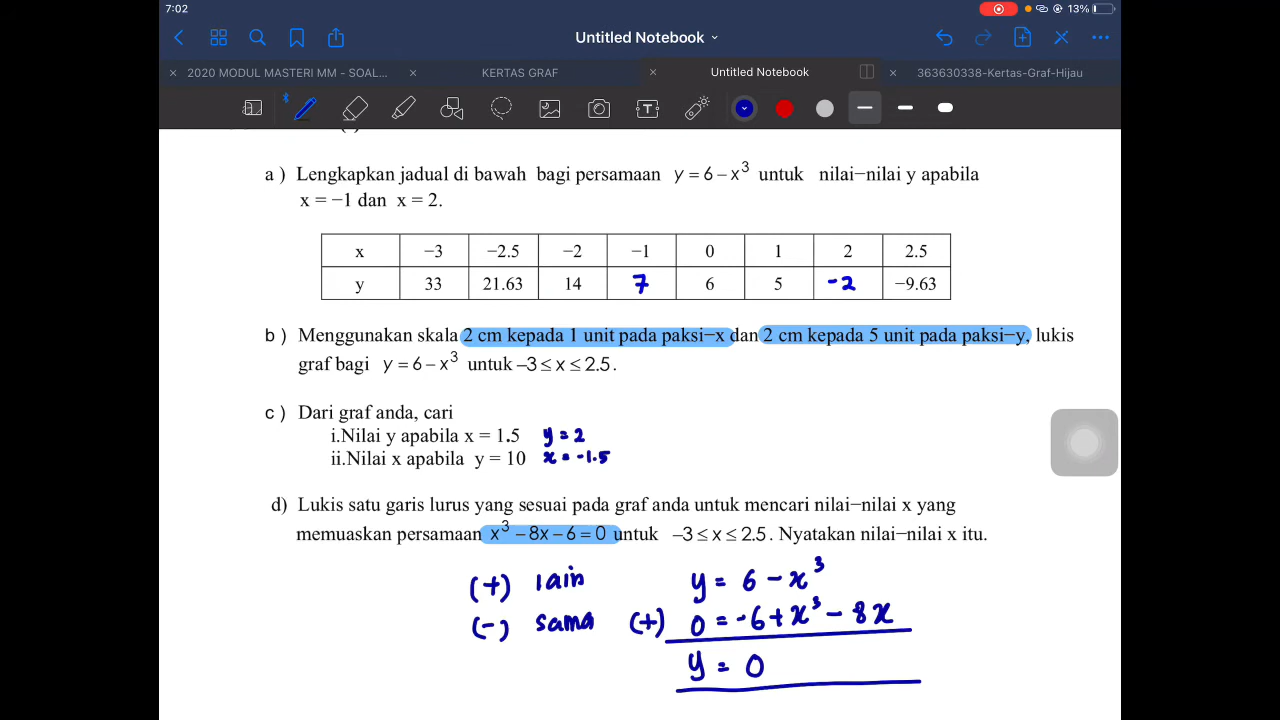 7:02
13%
Untitled Notebook
2020 MODUL MASTERI MM - SOAL...
KERTAS GRAF
Untitled Notebook
363630338-Kertas-Graf-Hijau
a ) Lengkapkan jadual di bawah bagi persamaan y = 6 – x³ untuk nilai–nilai y apabila
x = −1 dan x = 2.
x −3 −2.5 −2 −1 0 1 2 2.5
y 33 21.63 14 7 6 5 -2 −9.63
b ) Menggunakan skala 2 cm kepada 1 unit pada paksi–x dan 2 cm kepada 5 unit pada paksi–y, lukis
graf bagi y = 6 – x³ untuk –3 ≤ x ≤ 2.5.
c ) Dari graf anda, cari
i.Nilai y apabila x = 1.5 y = 2
ii.Nilai x apabila y = 10 x = -1.5
d) Lukis satu garis lurus yang sesuai pada graf anda untuk mencari nilai–nilai x yang
memuaskan persamaan x³ – 8x – 6 = 0 untuk –3 ≤ x ≤ 2.5. Nyatakan nilai–nilai x itu.
(+) lain y = 6 - x³
(-) sama (+) 0 = -6 + x³ - 8x
y = 0